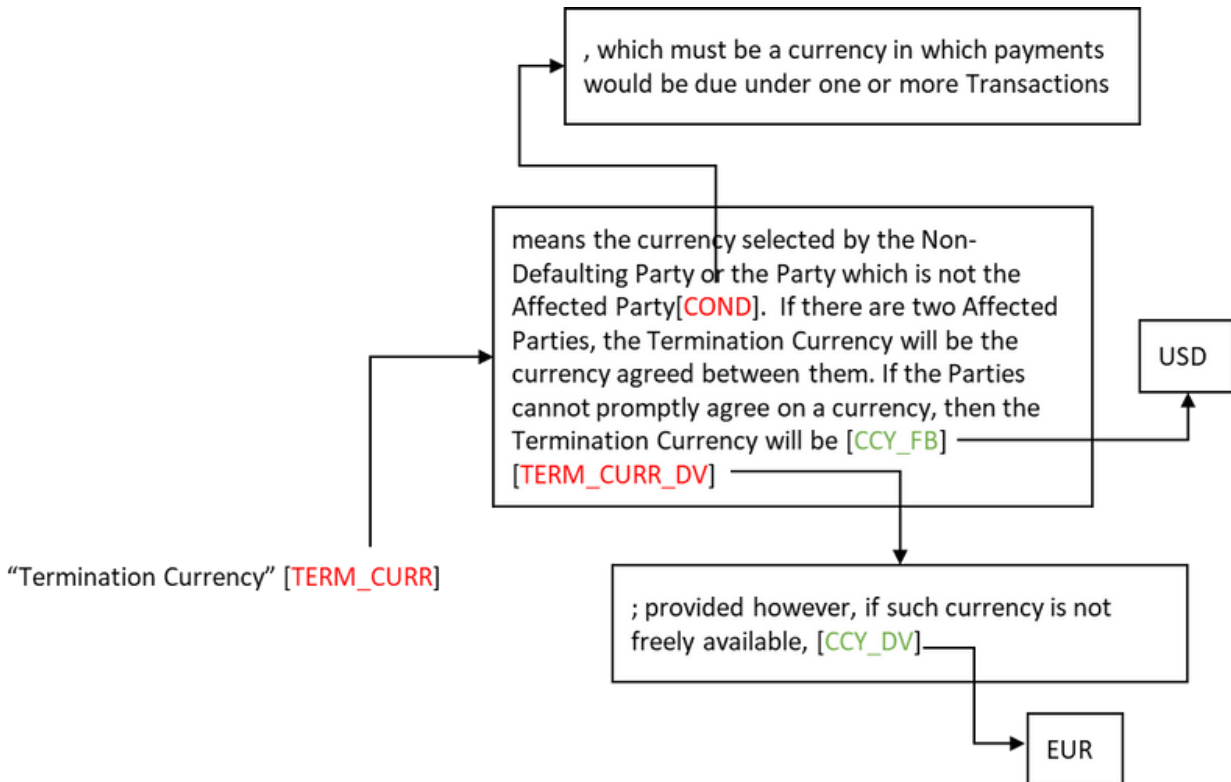 , which must be a currency in which payments
would be due under one or more Transactions
means the currency selected by the Non-
Defaulting Party or the Party which is not the
Affected Party[COND].  If there are two Affected
Parties, the Termination Currency will be the
currency agreed between them. If the Parties
cannot promptly agree on a currency, then the
Termination Currency will be [CCY_FB]
[TERM_CURR_DV]
USD
“Termination Currency” [TERM_CURR]
; provided however, if such currency is not
freely available, [CCY_DV]
EUR